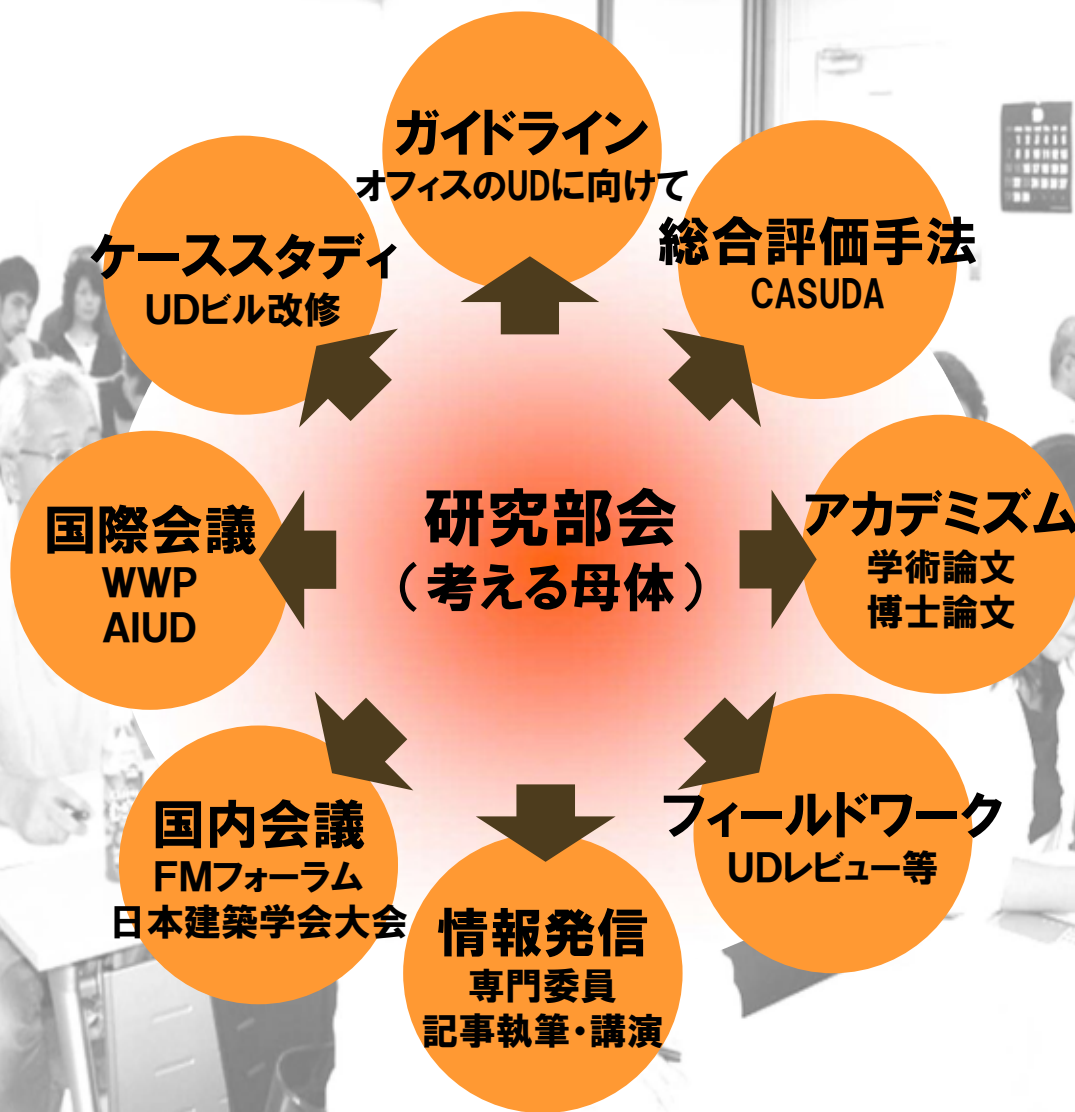 ガイドライン
オフィスのUDに向けて
総合評価手法
CASUDA
ケーススタディ
UDビル改修
研究部会
（考える母体）
アカデミズム
学術論文
博士論文
国際会議
WWP
AIUD
フィールドワーク
UDレビュー等
国内会議
FMフォーラム
日本建築学会大会
情報発信
専門委員
記事執筆・講演